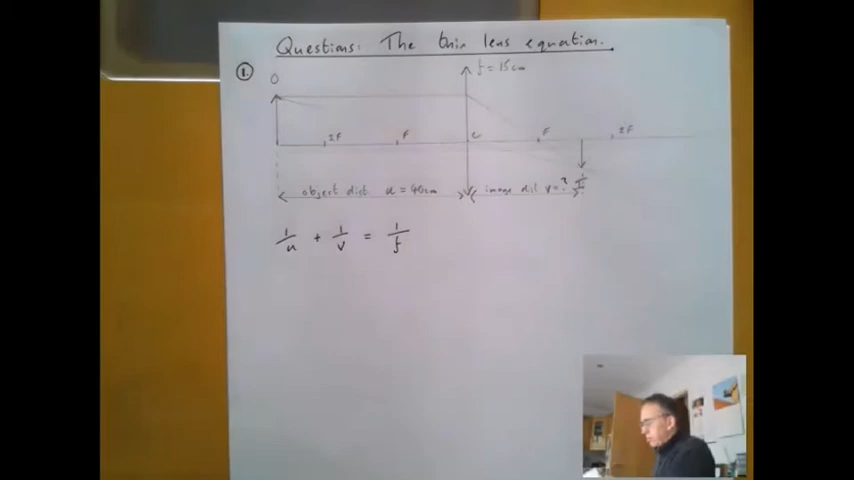 Questions: The thin lens equation.
1.
O
f = 15cm
2F F C F 2F
object dist. u = 40cm
image dist v = ?
I
1/u + 1/v = 1/f